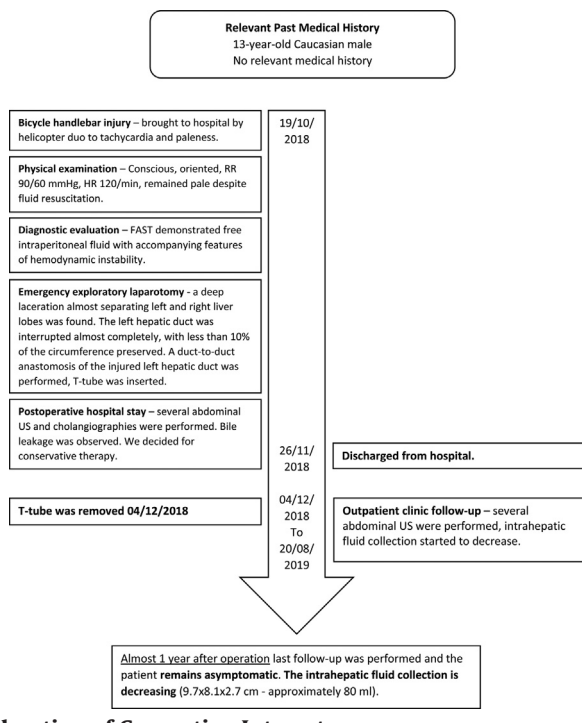 Relevant Past Medical History
13-year-old Caucasian male
No relevant medical history
Bicycle handlebar injury – brought to hospital by
helicopter duo to tachycardia and paleness.
19/10/
2018
Physical examination – Conscious, oriented, RR
90/60 mmHg, HR 120/min, remained pale despite
fluid resuscitation.
Diagnostic evaluation – FAST demonstrated free
intraperitoneal fluid with accompanying features
of hemodynamic instability.
Emergency exploratory laparotomy - a deep
laceration almost separating left and right liver
lobes was found. The left hepatic duct was
interrupted almost completely, with less than 10%
of the circumference preserved. A duct-to-duct
anastomosis of the injured left hepatic duct was
performed, T-tube was inserted.
Postoperative hospital stay – several abdominal
US and cholangiographies were performed. Bile
leakage was observed. We decided for
conservative therapy.
26/11/
2018
Discharged from hospital.
T-tube was removed 04/12/2018
04/12/
2018
To
20/08/
2019
Outpatient clinic follow-up – several
abdominal US were performed, intrahepatic
fluid collection started to decrease.
Almost 1 year after operation last follow-up was performed and the
patient remains asymptomatic. The intrahepatic fluid collection is
decreasing (9.7x8.1x2.7 cm - approximately 80 ml).